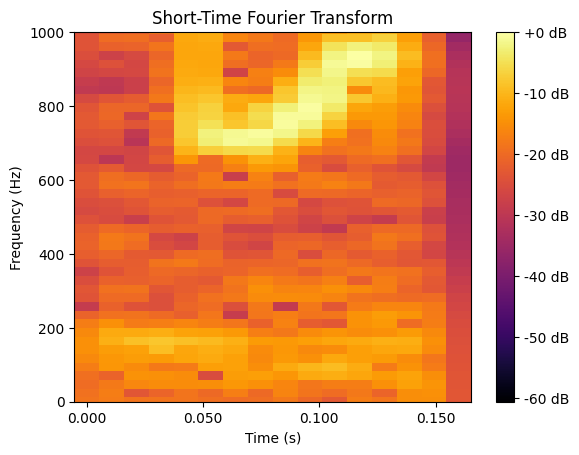 Short-Time Fourier Transform
1000
800
600
400
200
0
Frequency (Hz)
0.000
0.050
0.100
0.150
Time (s)
+0 dB
-10 dB
-20 dB
-30 dB
-40 dB
-50 dB
-60 dB